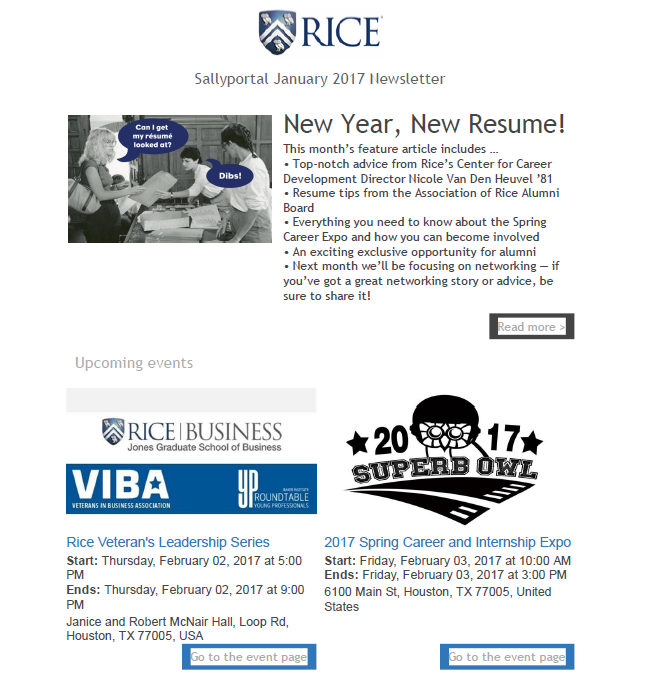 RICE
Sallyportal January 2017 Newsletter
Can I get
my résumé
looked at?
Dibs!
New Year, New Resume!
This month's feature article includes ...
• Top-notch advice from Rice's Center for Career
Development Director Nicole Van Den Heuvel '81
• Resume tips from the Association of Rice Alumni
Board
• Everything you need to know about the Spring
Career Expo and how you can become involved
• An exciting exclusive opportunity for alumni
• Next month we'll be focusing on networking — if
you've got a great networking story or advice, be
sure to share it!
Read more >
Upcoming events
RICE | BUSINESS
Jones Graduate School of Business
VIBA
VETERANS IN BUSINESS ASSOCIATION
YP
BAKER INSTITUTE
ROUNDTABLE
YOUNG PROFESSIONALS
2017
SUPERB OWL
Rice Veteran's Leadership Series
Start: Thursday, February 02, 2017 at 5:00
PM
Ends: Thursday, February 02, 2017 at 9:00
PM
Janice and Robert McNair Hall, Loop Rd,
Houston, TX 77005, USA
Go to the event page
2017 Spring Career and Internship Expo
Start: Friday, February 03, 2017 at 10:00 AM
Ends: Friday, February 03, 2017 at 3:00 PM
6100 Main St, Houston, TX 77005, United
States
Go to the event page